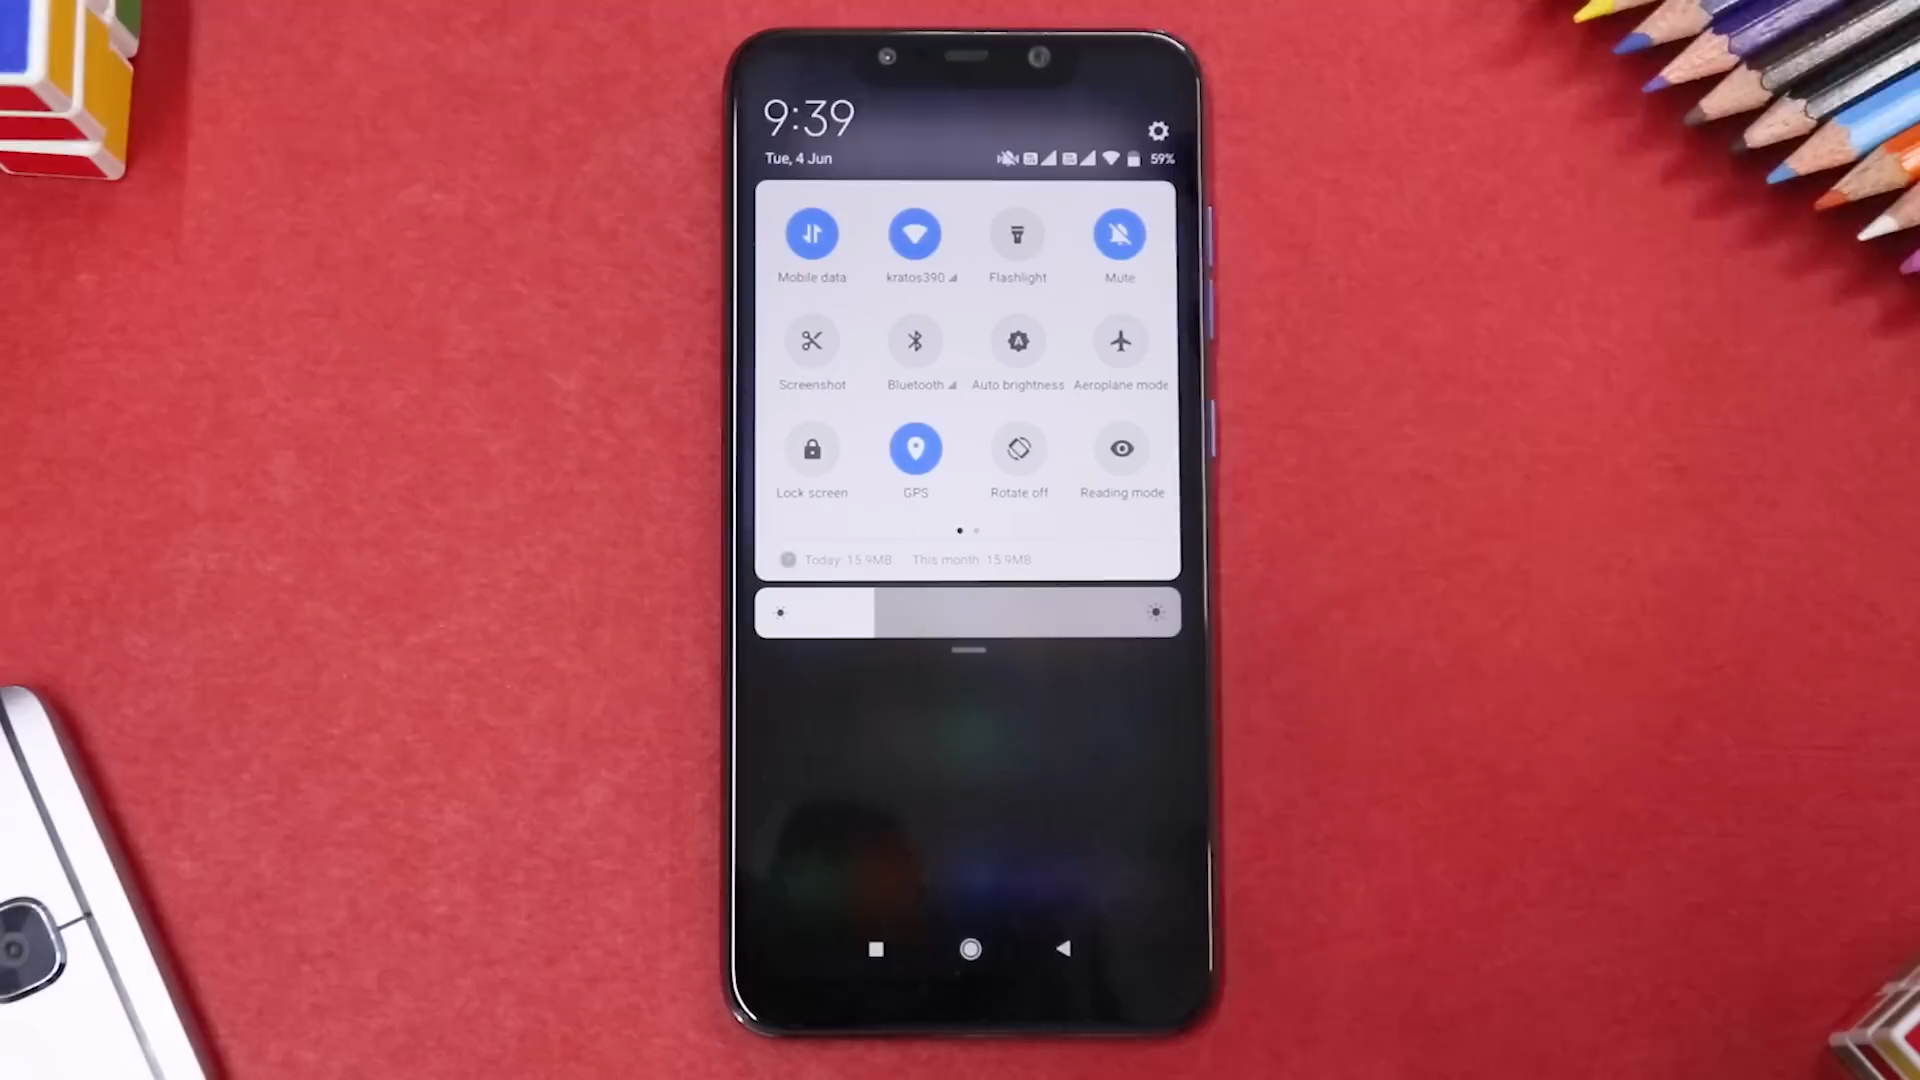 9:39
Tue, 4 Jun
59%
Mobile data
kratos390
Flashlight
Mute
Screenshot
Bluetooth
Auto brightness
Aeroplane mode
Lock screen
GPS
Rotate off
Reading mode
Today: 15.9MB This month: 15.9MB